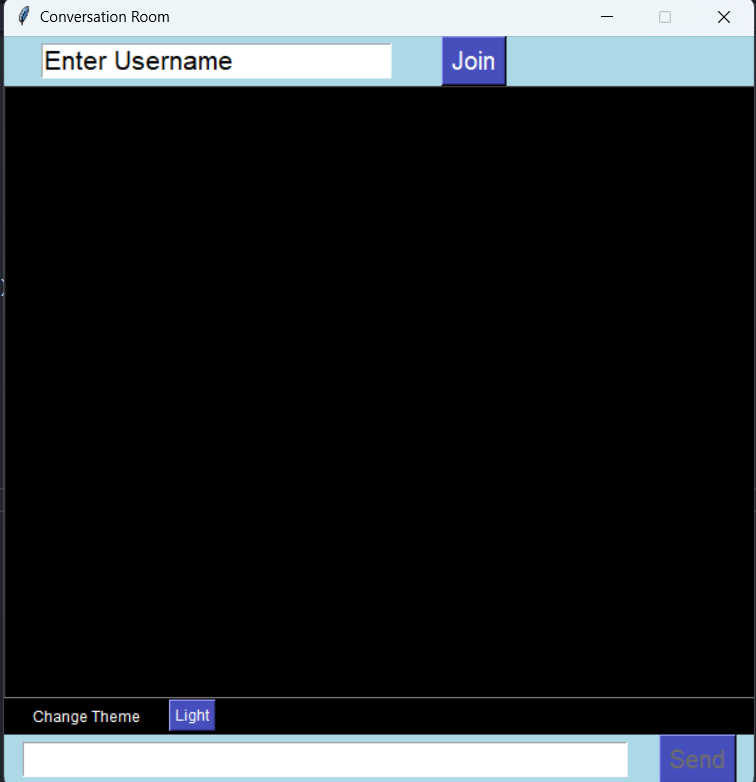 Conversation Room
Enter Username
Join
Change Theme
Light
Send